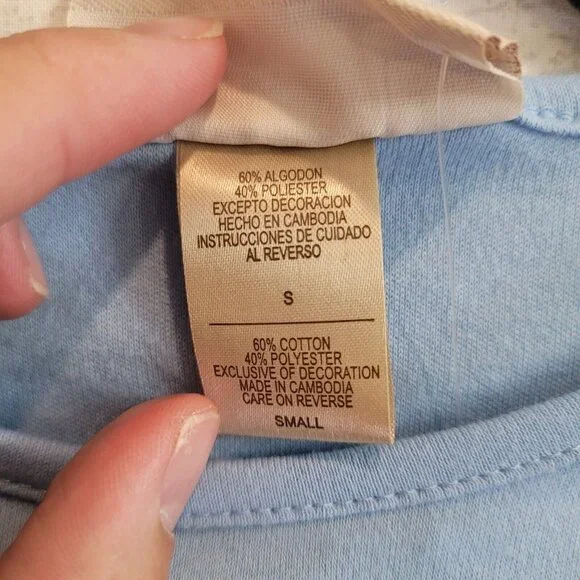 60% ALGODON
40% POLIESTER
EXCEPTO DECORACION
HECHO EN CAMBODIA
INSTRUCCIONES DE CUIDADO
AL REVERSO
S
60% COTTON
40% POLYESTER
EXCLUSIVE OF DECORATION
MADE IN CAMBODIA
CARE ON REVERSE
SMALL